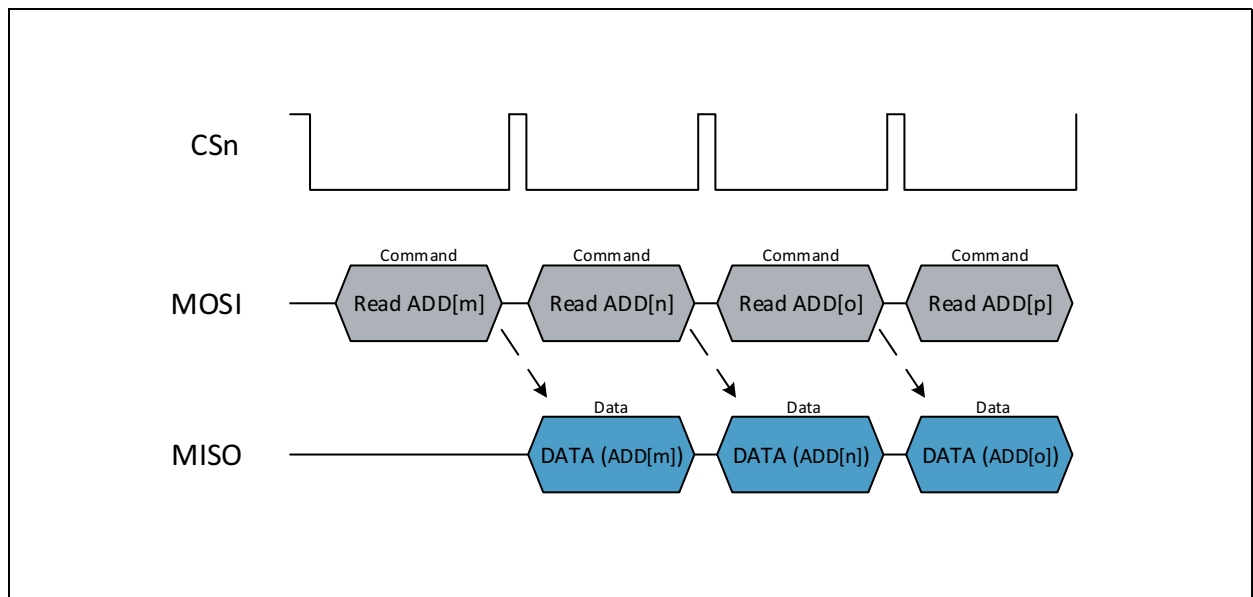 CSn
Command Command Command Command
MOSI Read ADD[m] Read ADD[n] Read ADD[o] Read ADD[p]
Data Data Data
MISO DATA (ADD[m]) DATA (ADD[n]) DATA (ADD[o])